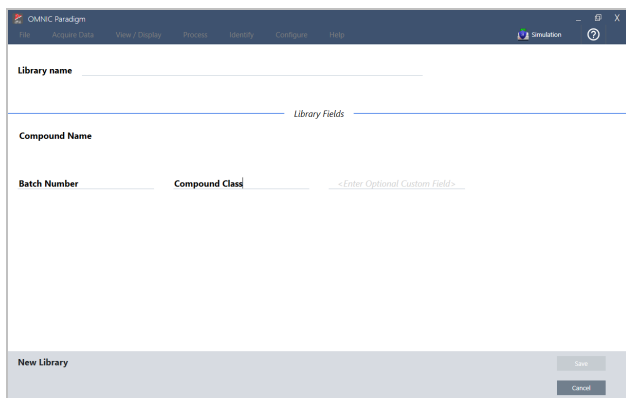 OMNIC Paradigm
File Acquire Data View / Display Process Identify Configure Help Simulation
Library name
Library Fields
Compound Name
Batch Number Compound Class <Enter Optional Custom Field>
New Library Save
Cancel